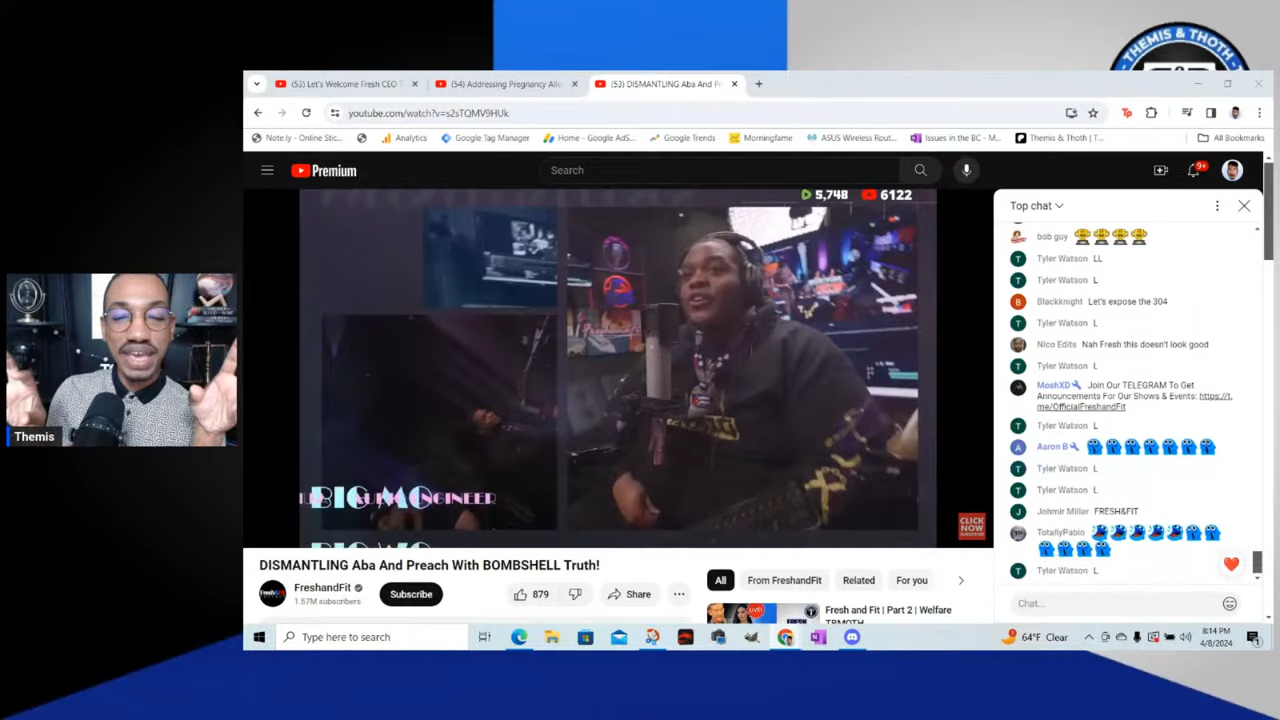 THEMIS & THOTH
(53) Let's Welcome Fresh CEO T
(54) Addressing Pregnancy Alle
(53) DISMANTLING Aba And Pr
youtube.com/watch?v=s2sTQMV9HUk
Note.ly - Online Stic...
Analytics
Google Tag Manager
Home - Google AdS...
Google Trends
Morningfame
ASUS Wireless Rout...
Issues in the BC - M...
Themis & Thoth | T...
All Bookmarks
Premium
Search
9+
5,748
6122
Top chat
bob guy
Tyler Watson LL
Tyler Watson L
Blackknight Let's expose the 304
Tyler Watson L
Nico Edits Nah Fresh this doesn't look good
Tyler Watson L
MoshXD Join Our TELEGRAM To Get
Announcements For Our Shows & Events: https://t.
me/OfficialFreshandFit
Tyler Watson L
Aaron B
Tyler Watson L
Tyler Watson L
Johmir Miller FRESH&FIT
TotallyPablo
Tyler Watson L
Chat...
Themis
BIG MO
CLICK
NOW
SUBSCRIBE
DISMANTLING Aba And Preach With BOMBSHELL Truth!
FreshandFit
1.57M subscribers
Subscribe
879
Share
All
From FreshandFit
Related
For you
LIVE!
Fresh and Fit | Part 2 | Welfare
Type here to search
64°F Clear
8:14 PM
4/8/2024